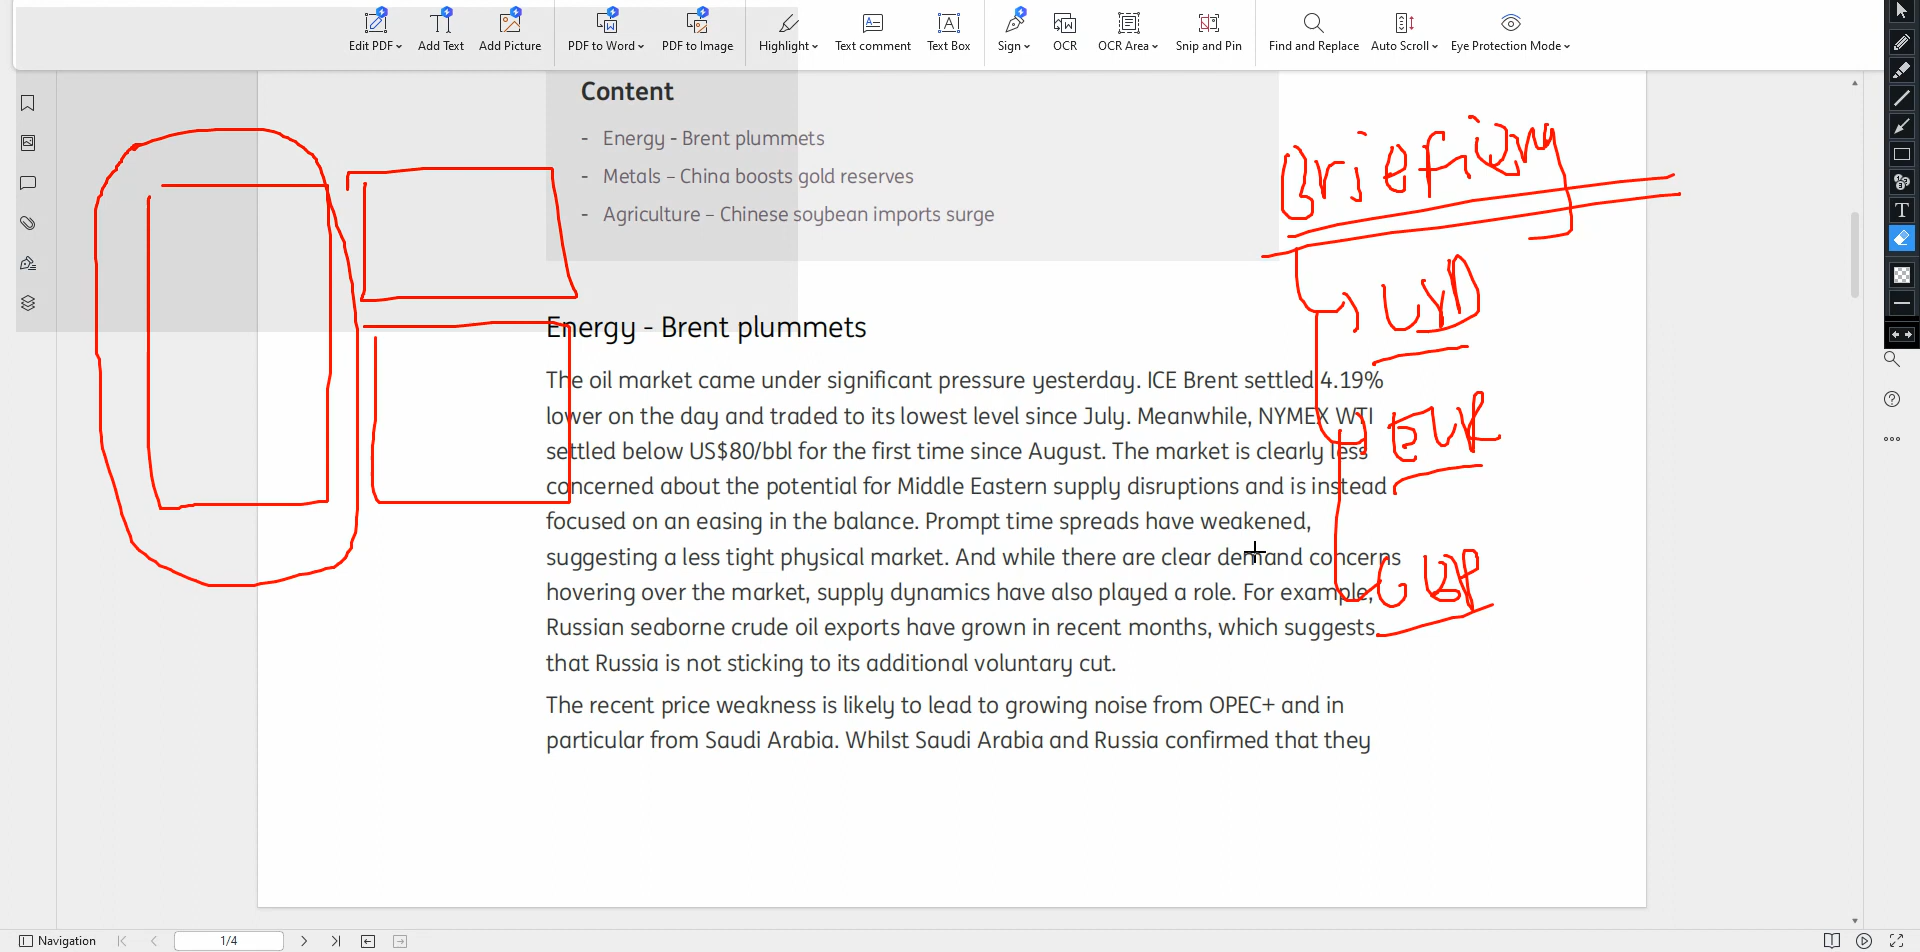 Edit PDF Add Text Add Picture PDF to Word PDF to Image Highlight Text comment Text Box Sign OCR OCR Area Snip and Pin Find and Replace Auto Scroll Eye Protection Mode
Content
- Energy - Brent plummets
- Metals – China boosts gold reserves
- Agriculture – Chinese soybean imports surge
Energy - Brent plummets
The oil market came under significant pressure yesterday. ICE Brent settled 4.19%
lower on the day and traded to its lowest level since July. Meanwhile, NYMEX WTI
settled below US$80/bbl for the first time since August. The market is clearly less
concerned about the potential for Middle Eastern supply disruptions and is instead
focused on an easing in the balance. Prompt time spreads have weakened,
suggesting a less tight physical market. And while there are clear demand concerns
hovering over the market, supply dynamics have also played a role. For example,
Russian seaborne crude oil exports have grown in recent months, which suggests
that Russia is not sticking to its additional voluntary cut.
The recent price weakness is likely to lead to growing noise from OPEC+ and in
particular from Saudi Arabia. Whilst Saudi Arabia and Russia confirmed that they
EUR
GBP
Navigation 1/4